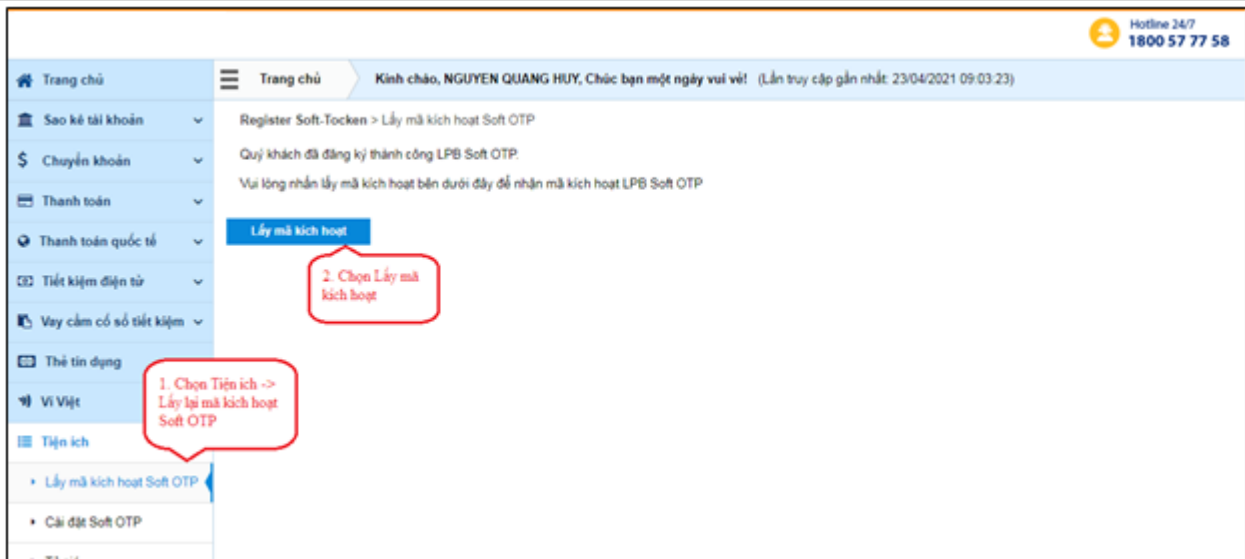 Hotline 24/7
1800 57 77 58
Trang chủ
Trang chủ
Kính chào, NGUYEN QUANG HUY, Chúc bạn một ngày vui vẻ! (Lần truy cập gần nhất: 23/04/2021 09:03:23)
Sao kê tài khoản
Chuyển khoản
Thanh toán
Thanh toán quốc tế
Tiết kiệm điện tử
Vay cầm cố sổ tiết kiệm
Thẻ tín dụng
Ví Việt
Tiện ích
Lấy mã kích hoạt Soft OTP
Cài đặt Soft OTP
Register Soft-Tocken > Lấy mã kích hoạt Soft OTP
Quý khách đã đăng ký thành công LPB Soft OTP.
Vui lòng nhấn lấy mã kích hoạt bên dưới đây để nhận mã kích hoạt LPB Soft OTP
Lấy mã kích hoạt
2. Chọn Lấy mã
kích hoạt
1. Chọn Tiện ích ->
Lấy lại mã kích hoạt
Soft OTP